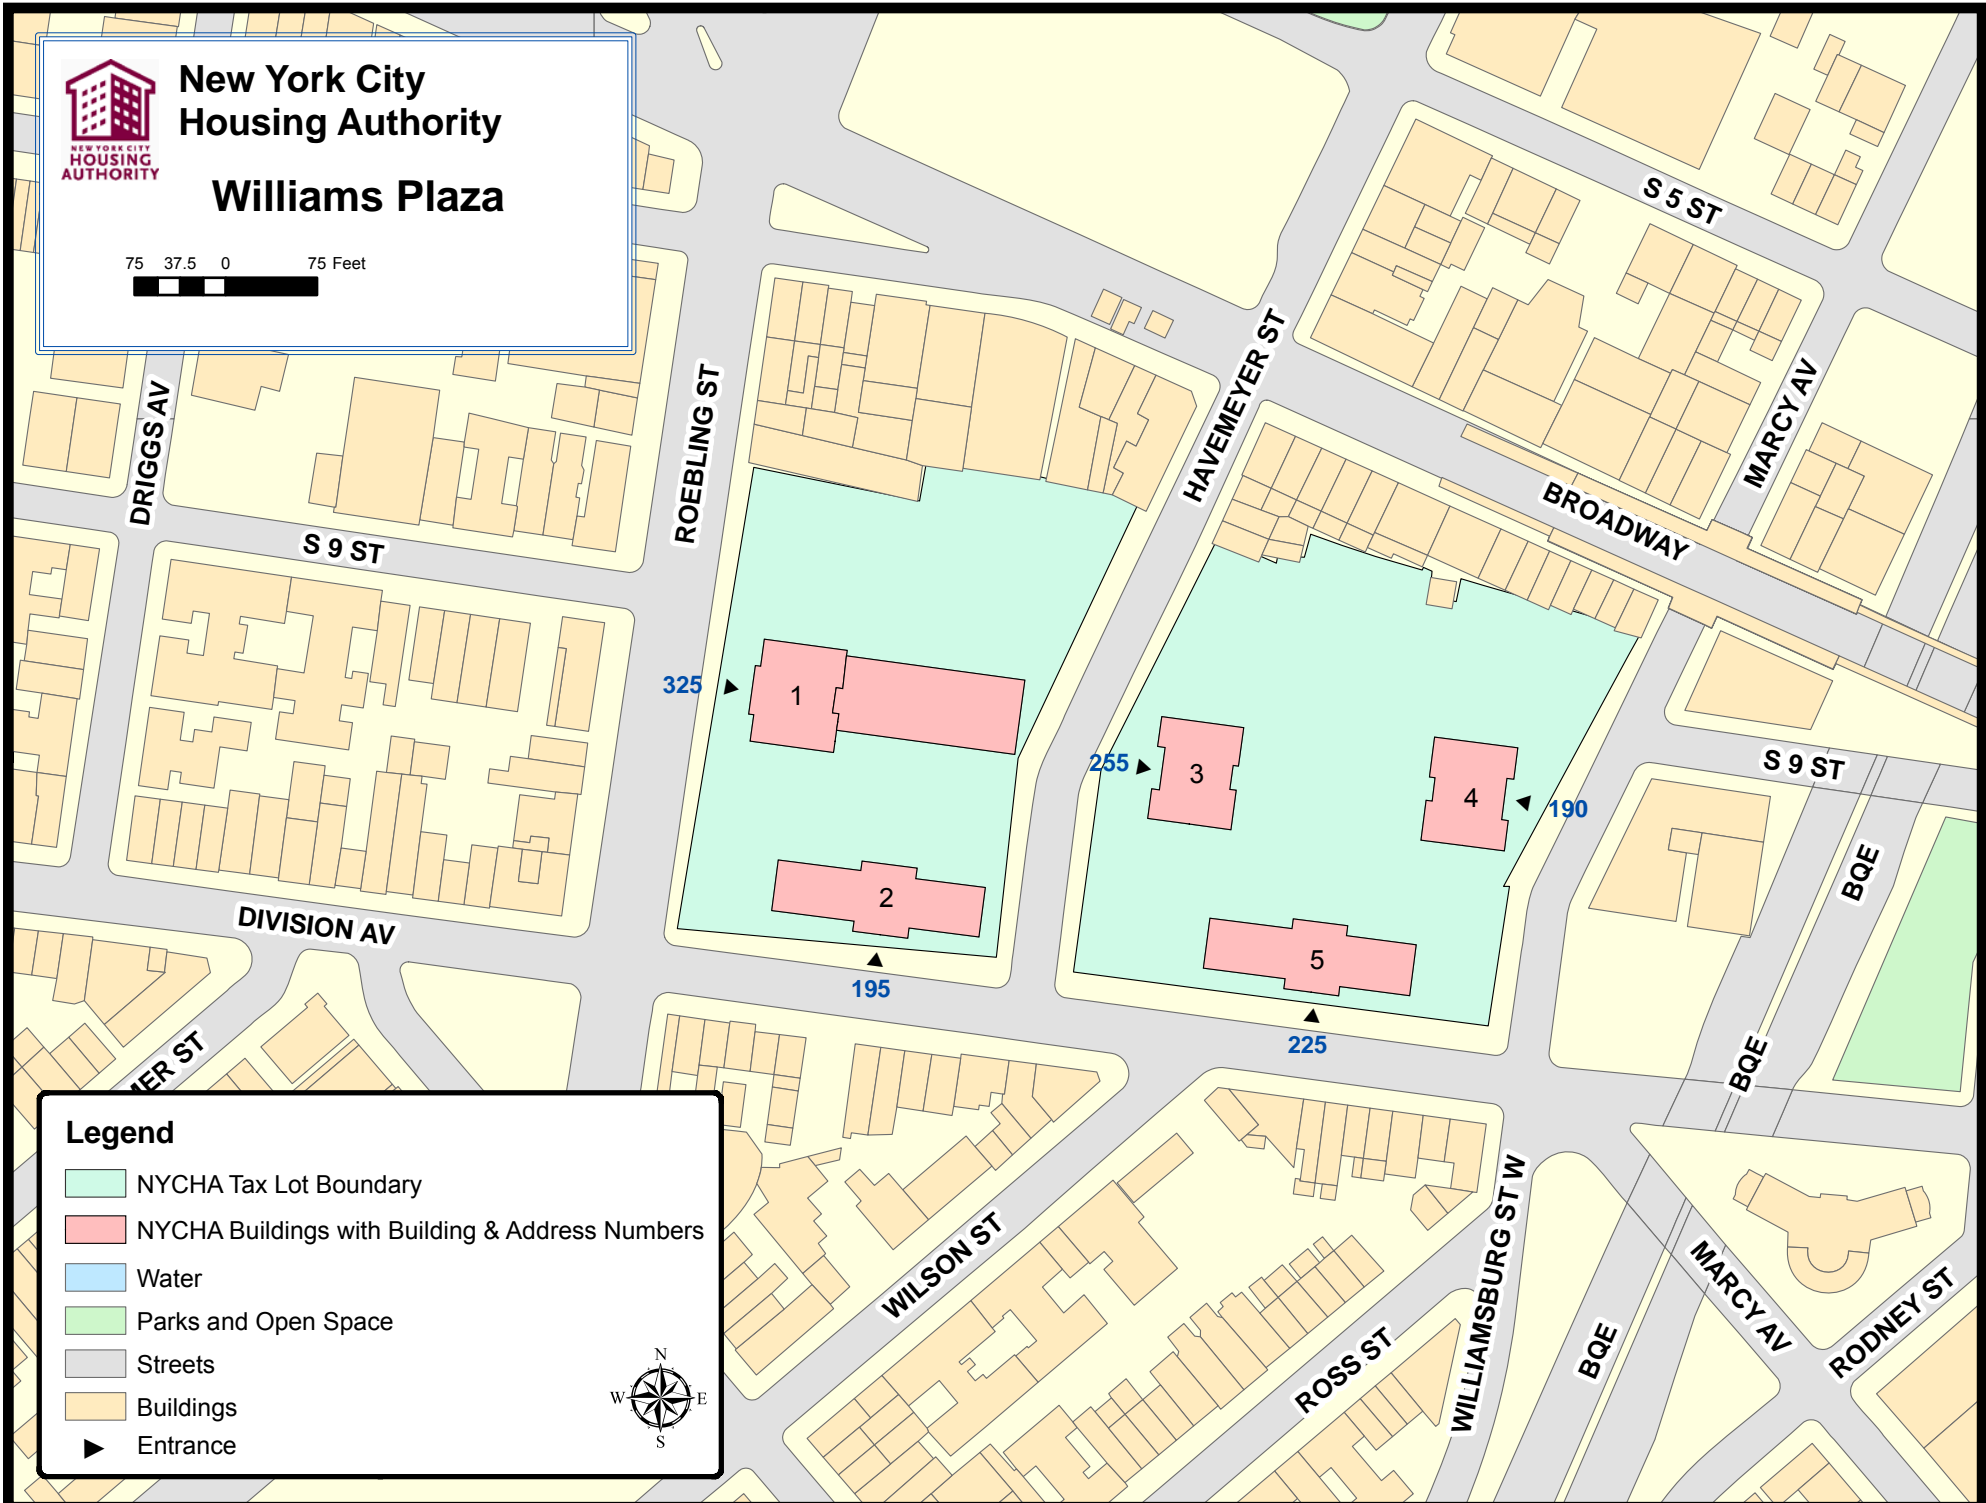 New York City
Housing Authority
NEW YORK CITY
HOUSING
AUTHORITY
Williams Plaza
75 37.5 0 75 Feet
S 5 ST
HAVEMEYER ST
MARCY AV
DRIGGS AV
ROEBLING ST
BROADWAY
S 9 ST
325
1
255
3
4
190
S 9 ST
BQE
2
195
DIVISION AV
5
225
BQE
MER ST
WILSON ST
WILLIAMSBURG ST W
ROSS ST
BQE
MARCY AV
RODNEY ST
Legend
NYCHA Tax Lot Boundary
NYCHA Buildings with Building & Address Numbers
Water
Parks and Open Space
Streets
Buildings
Entrance
N
W E
S